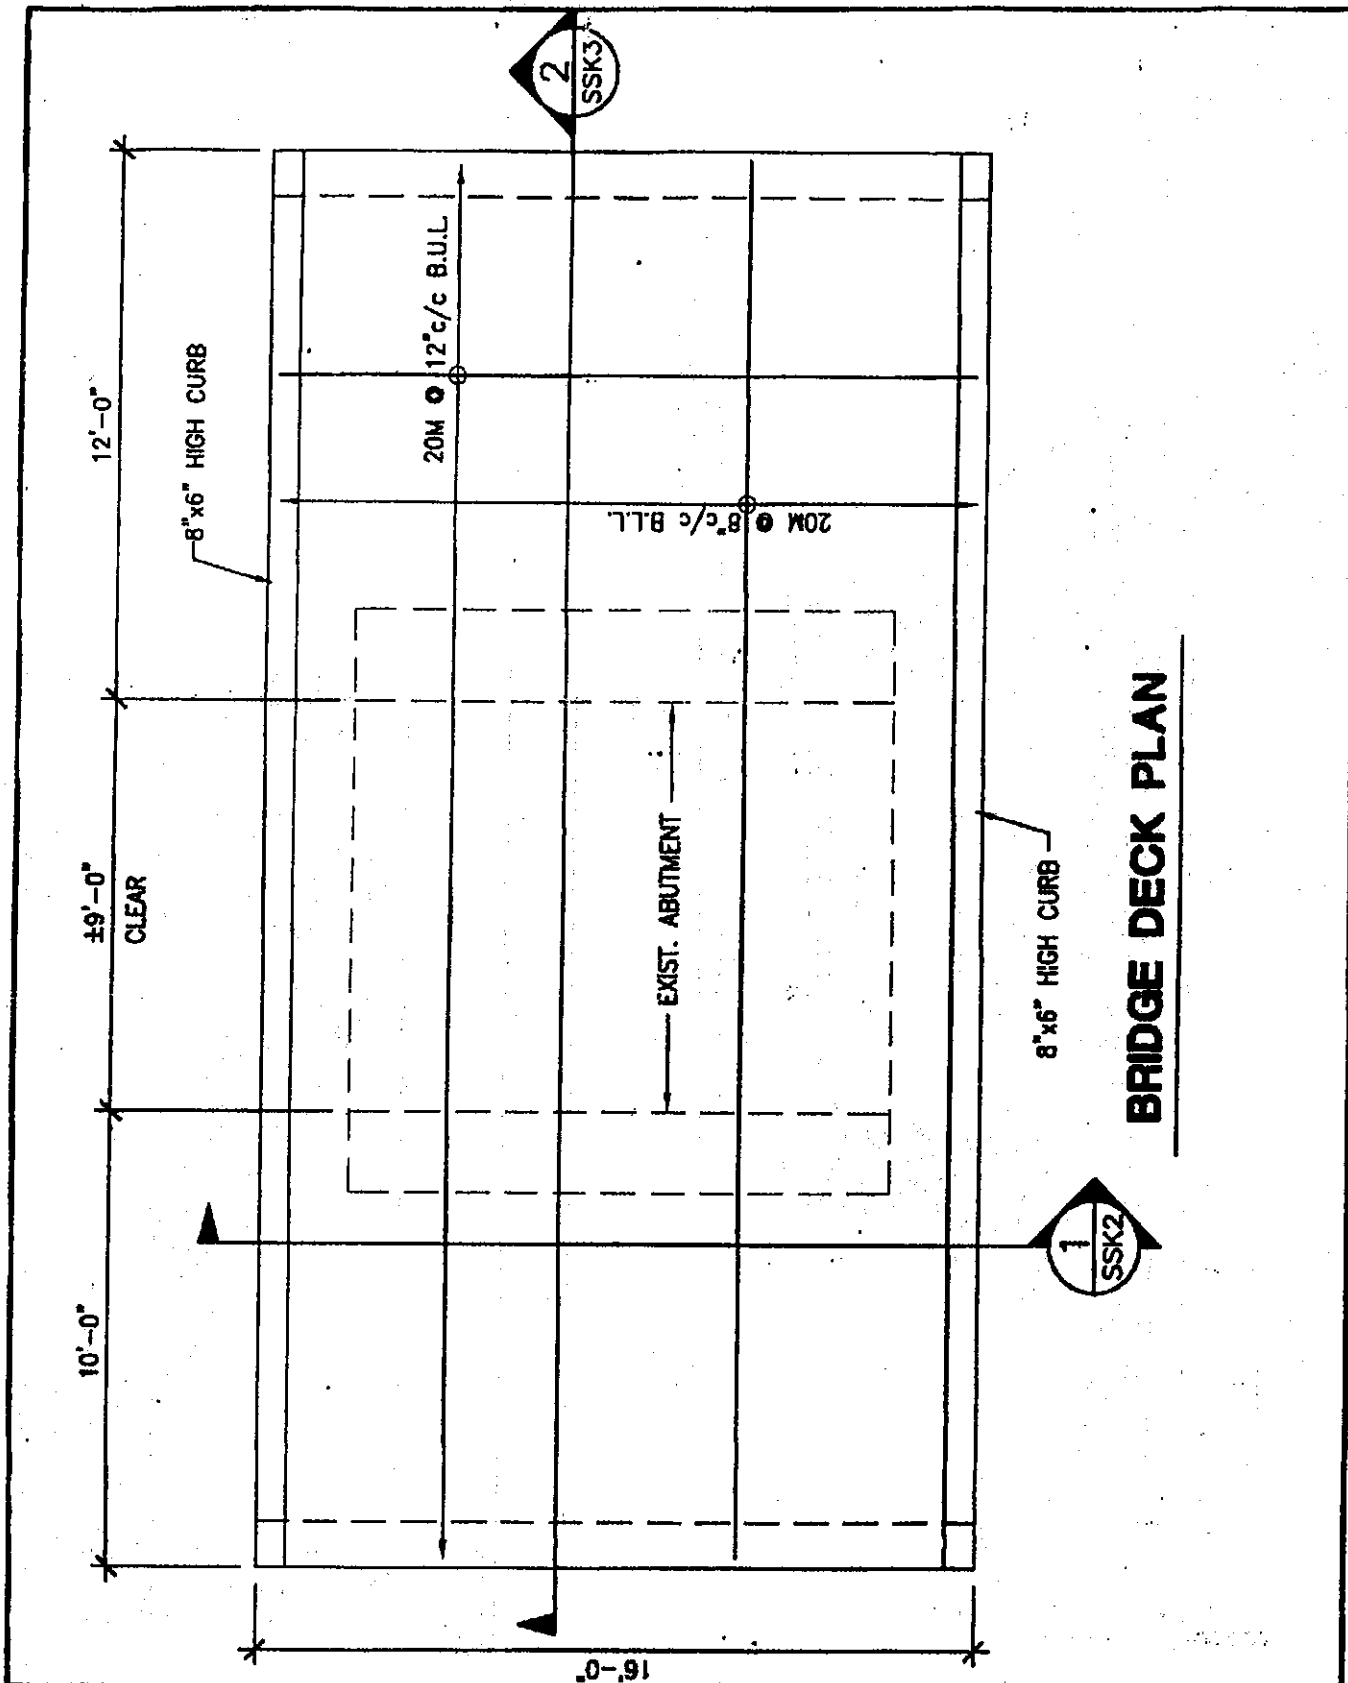 10'-0"
±9'-0"
CLEAR
12'-0"
8"x6" HIGH CURB
20M @ 12"c/c B.U.L.
2
SSK3
20M @ 8"c/c B.L.L.
EXIST. ABUTMENT
16'-0"
8"x6" HIGH CURB
1
SSK2
BRIDGE DECK PLAN